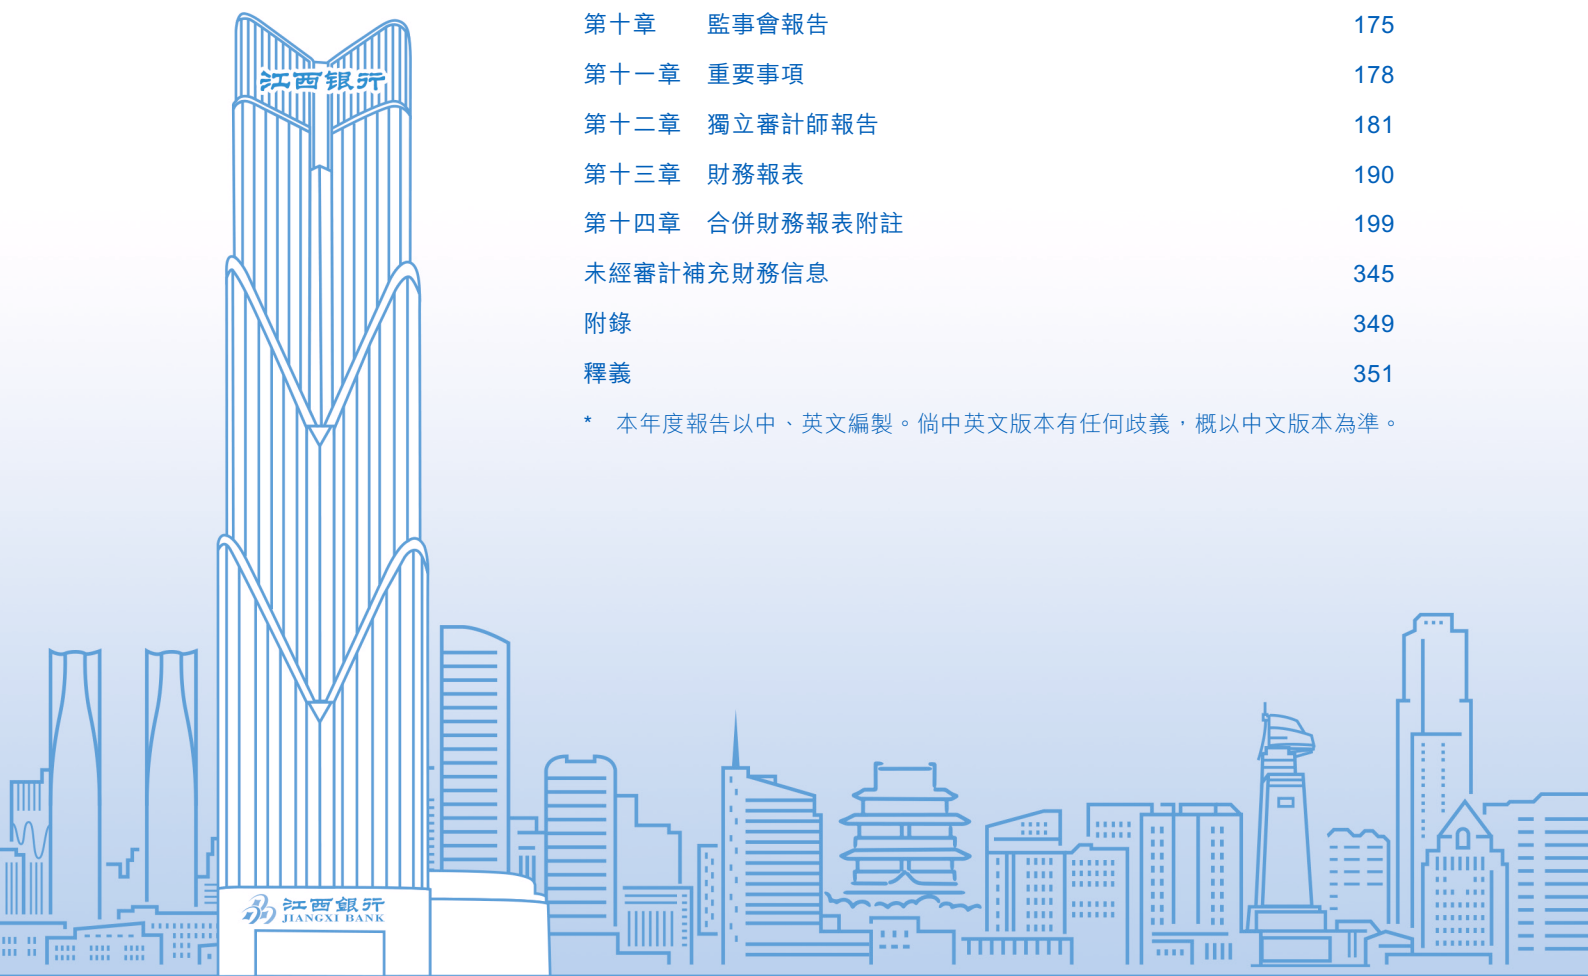 第十章 監事會報告 175
江西银行
第十一章 重要事項 178
第十二章 獨立審計師報告 181
第十三章 財務報表 190
第十四章 合併財務報表附註 199
未經審計補充財務信息 345
附錄 349
釋義 351
* 本年度報告以中、英文編製。倘中英文版本有任何歧義，概以中文版本為準。
江西銀行
JIANGXI BANK